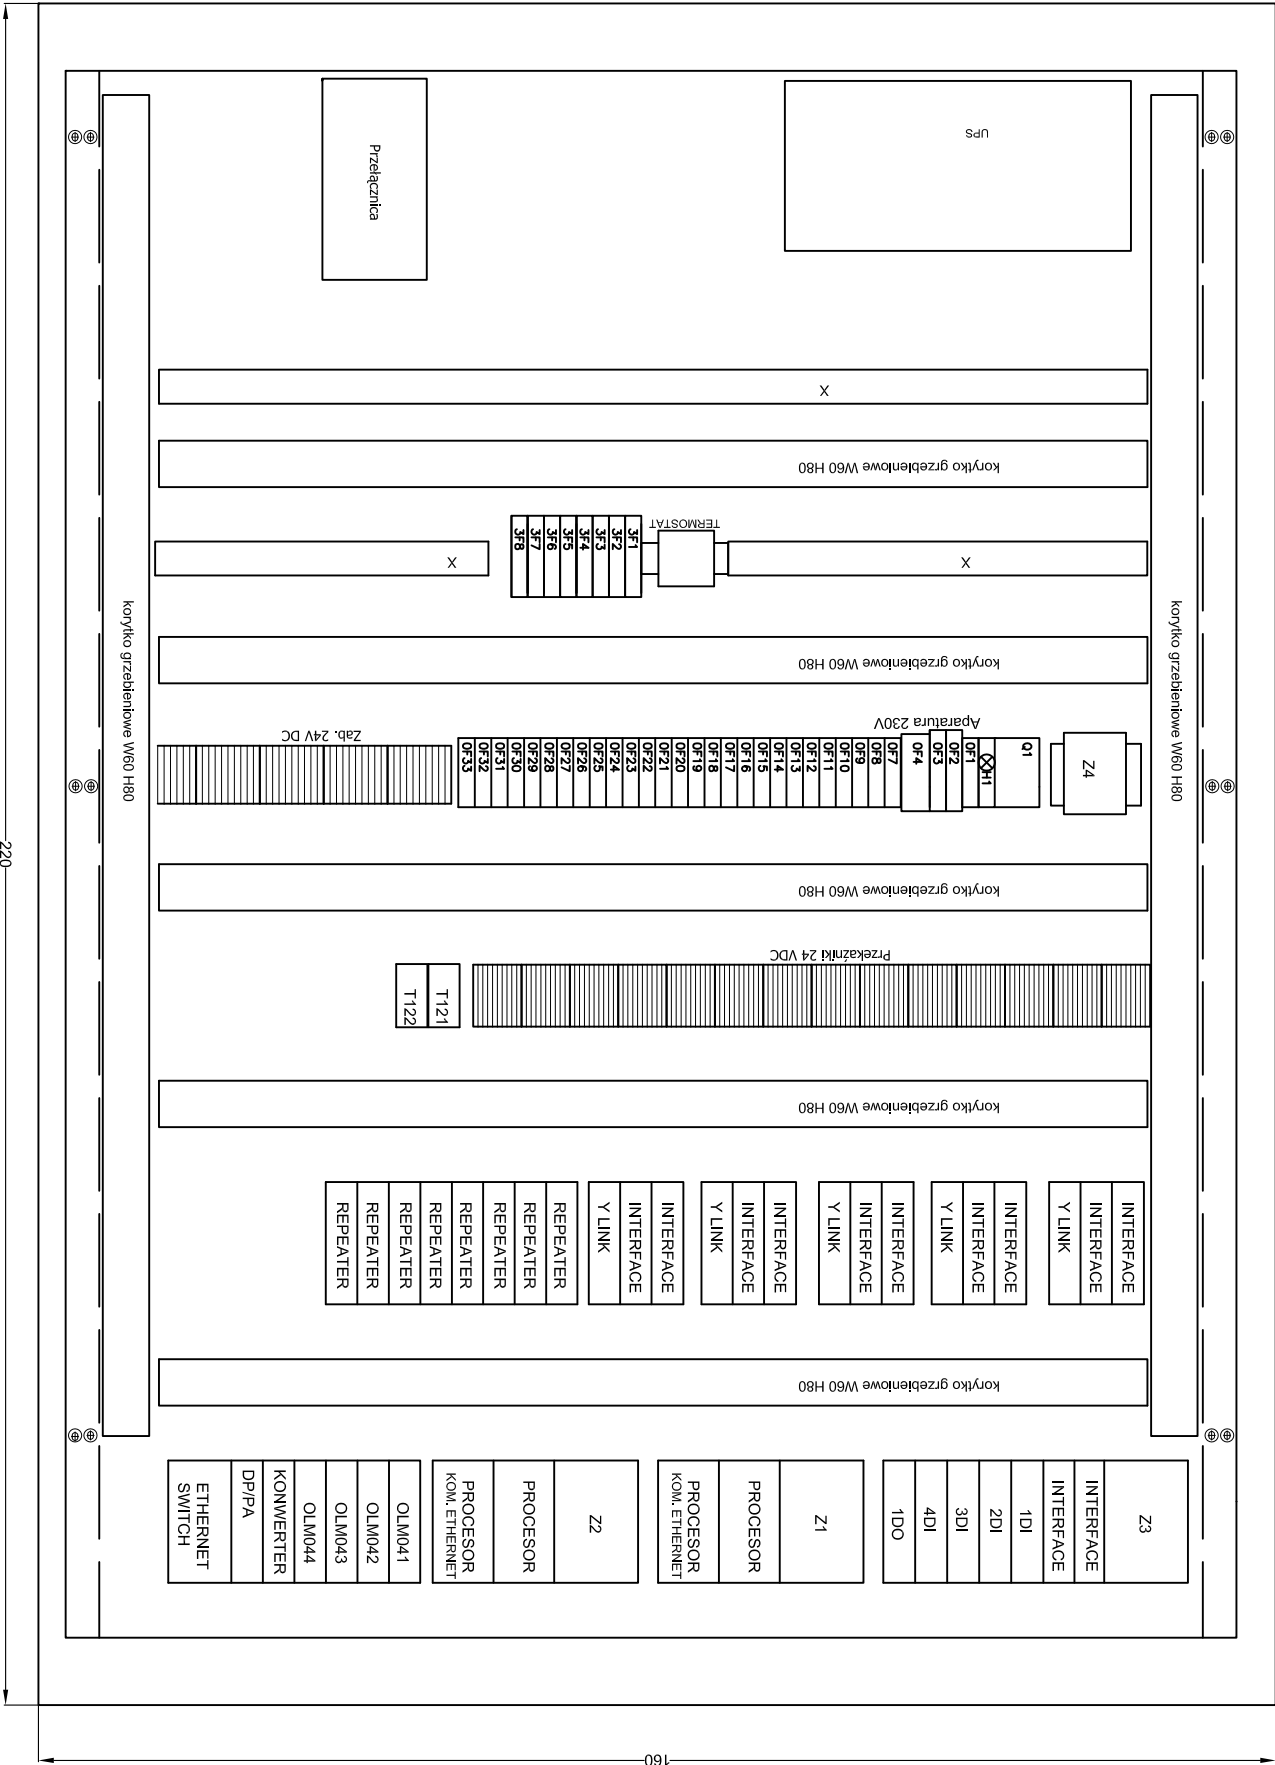 UPS
Przełącznica
X
korytko grzebieniowe W60 H80
TERMOSTAT
3F8
3F7
3F6
3F5
3F4
3F3
3F2
3F1
X
X
korytko grzebieniowe W60 H80
korytko grzebieniowe W60 H80
korytko grzebieniowe W60 H80
Zab. 24V DC
Aparatura 230V
0F33
0F32
0F31
0F30
0F29
0F28
0F27
0F26
0F25
0F24
0F23
0F22
0F21
0F20
0F19
0F18
0F17
0F16
0F15
0F14
0F13
0F12
0F11
0F10
0F9
0F8
0F7
0F4
0F3
0F2
0F1
H1
Q1
Z4
korytko grzebieniowe W60 H80
Przekaźniki 24 VDC
T122
T121
korytko grzebieniowe W60 H80
REPEATER
REPEATER
REPEATER
REPEATER
REPEATER
REPEATER
REPEATER
REPEATER
Y LINK
INTERFACE
INTERFACE
Y LINK
INTERFACE
INTERFACE
Y LINK
INTERFACE
INTERFACE
Y LINK
INTERFACE
INTERFACE
Y LINK
INTERFACE
INTERFACE
korytko grzebieniowe W60 H80
ETHERNET
SWITCH
DP/PA
KONWERTER
OLM044
OLM043
OLM042
OLM041
PROCESOR
KOM. ETHERNET
PROCESOR
Z2
PROCESOR
KOM. ETHERNET
PROCESOR
Z1
1DO
4DI
3DI
2DI
1DI
INTERFACE
INTERFACE
Z3
220
160